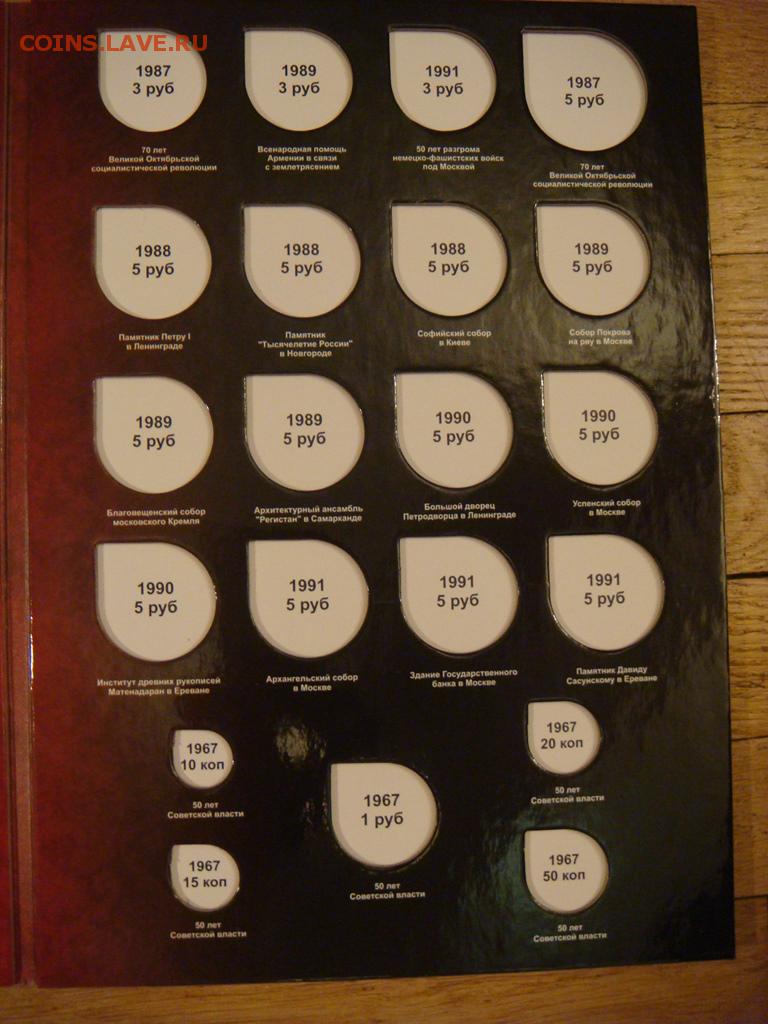 COINS.LAVE.RU
1987
3 руб
1989
3 руб
1991
3 руб
1987
5 руб
70 лет
Великой Октябрьской
социалистической революции
Всенародная помощь
Армении в связи
с землетрясением
50 лет разгрома
немецко-фашистских войск
под Москвой
70 лет
Великой Октябрьской
социалистической революции
1988
5 руб
1988
5 руб
1988
5 руб
1989
5 руб
Памятник Петру I
в Ленинграде
Памятник
"Тысячелетие России"
в Новгороде
Софийский собор
в Киеве
Собор Покрова
на рву в Москве
1989
5 руб
1989
5 руб
1990
5 руб
1990
5 руб
Благовещенский собор
московского Кремля
Архитектурный ансамбль
"Регистан" в Самарканде
Большой дворец
Петродворца в Ленинграде
Успенский собор
в Москве
1990
5 руб
1991
5 руб
1991
5 руб
1991
5 руб
Институт древних рукописей
Матенадаран в Ереване
Архангельский собор
в Москве
Здание Государственного
банка в Москве
Памятник Давиду
Сасунскому в Ереване
1967
10 коп
50 лет
Советской власти
1967
20 коп
50 лет
Советской власти
1967
1 руб
50 лет
Советской власти
1967
15 коп
50 лет
Советской власти
1967
50 коп
50 лет
Советской власти